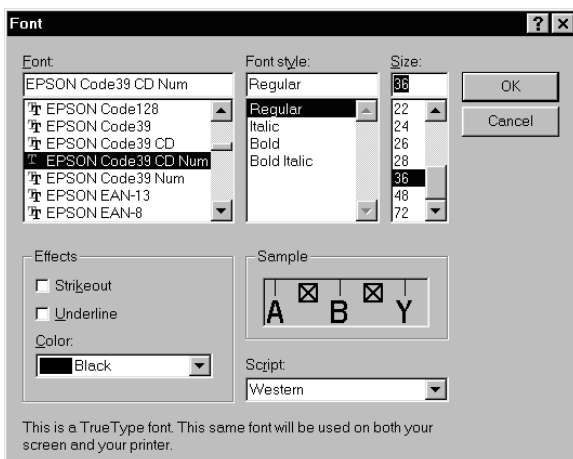 Font
? ×
Font:
EPSON Code39 CD Num
EPSON Code128
EPSON Code39
EPSON Code39 CD
EPSON Code39 CD Num
EPSON Code39 Num
EPSON EAN-13
EPSON EAN-8
Font style:
Regular
Regular
Italic
Bold
Bold Italic
Size:
36
22
24
26
28
36
48
72
OK
Cancel
Effects
Strikeout
Underline
Color:
Black
Sample
A B Y
Script:
Western
This is a TrueType font. This same font will be used on both your
screen and your printer.